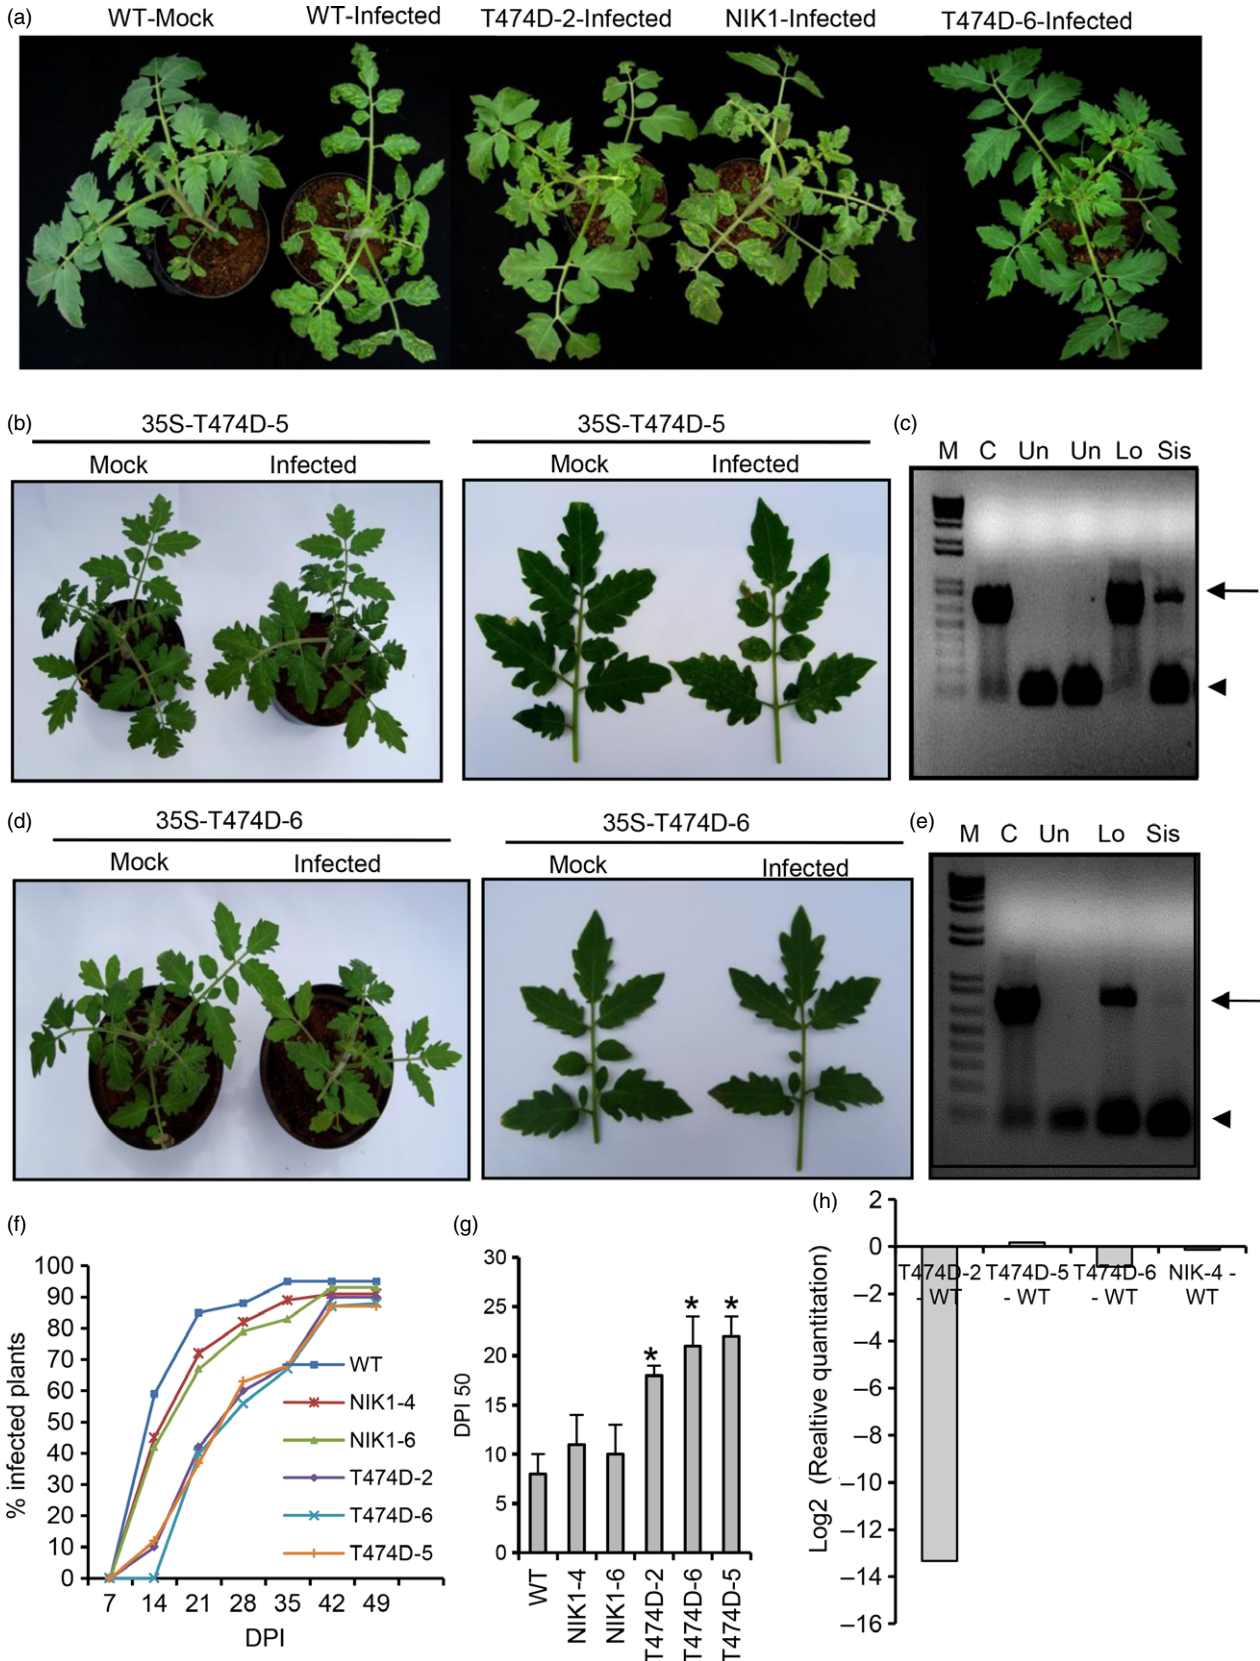 (a) WT-Mock WT-Infected T474D-2-Infected NIK1-Infected T474D-6-Infected
(b) 35S-T474D-5 35S-T474D-5
Mock Infected Mock Infected
(c) M C Un Un Lo Sis
(d) 35S-T474D-6 35S-T474D-6
Mock Infected Mock Infected
(e) M C Un Lo Sis
(f)
% infected plants
100
90
80
70
60
50
40
30
20
10
0
7 14 21 28 35 42 49
DPI
WT
NIK1-4
NIK1-6
T474D-2
T474D-6
T474D-5
(g)
DPI 50
30
25
20
15
10
5
0
* * *
WT
NIK1-4
NIK1-6
T474D-2
T474D-6
T474D-5
(h)
Log2 (Realtive quantitation)
2
0
–2
–4
–6
–8
–10
–12
–14
–16
T474D-2 T474D-5 T474D-6 NIK-4 -
- WT - WT - WT WT